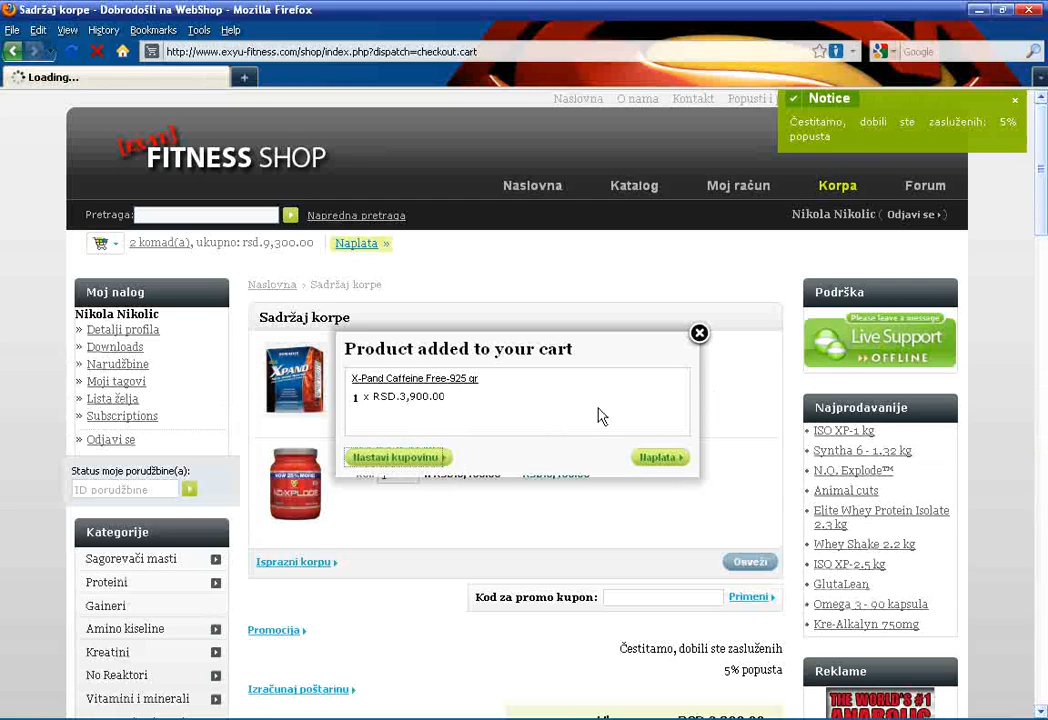 Sadržaj korpe - Dobrodošli na WebShop - Mozilla Firefox
File Edit View History Bookmarks Tools Help
http://www.exyu-fitness.com/shop/index.php?dispatch=checkout.cart
Google
Loading...
Naslovna O nama Kontakt Popusti i
Notice
Čestitamo, dobili ste zasluženih: 5%
popusta
[exyu]
FITNESS SHOP
Naslovna Katalog Moj račun Korpa Forum
Pretraga: Napredna pretraga
Nikola Nikolic ( Odjavi se )
2 komad(a), ukupno: rsd.9,300.00 Naplata »
Moj nalog
Nikola Nikolic
» Detalji profila
» Downloads
» Narudžbine
» Moji tagovi
» Lista želja
» Subscriptions
» Odjavi se
Status moje porudžbine(a):
ID porudžbine
Kategorije
Sagorevači masti
Proteini
Gaineri
Amino kiseline
Kreatini
No Reaktori
Vitamini i minerali
Naslovna › Sadržaj korpe
Sadržaj korpe
XPAND
NO-XPLODE
Product added to your cart
X-Pand Caffeine Free-925 gr
1 x RSD.3,900.00
Nastavi kupovinu
Naplata
Isprazni korpu
Osveži
Kod za promo kupon: Primeni
Promocija
Čestitamo, dobili ste zasluženih
5% popusta
Izračunaj poštarinu
Podrška
Please leave a message
Live Support
OFFLINE
Najprodavanije
ISO XP-1 kg
Syntha 6 - 1.32 kg
N.O. Explode™
Animal cuts
Elite Whey Protein Isolate
2.3 kg
Whey Shake 2.2 kg
ISO XP-2.5 kg
GlutaLean
Omega 3 - 90 kapsula
Kre-Alkalyn 750mg
Reklame
THE WORLD'S #1